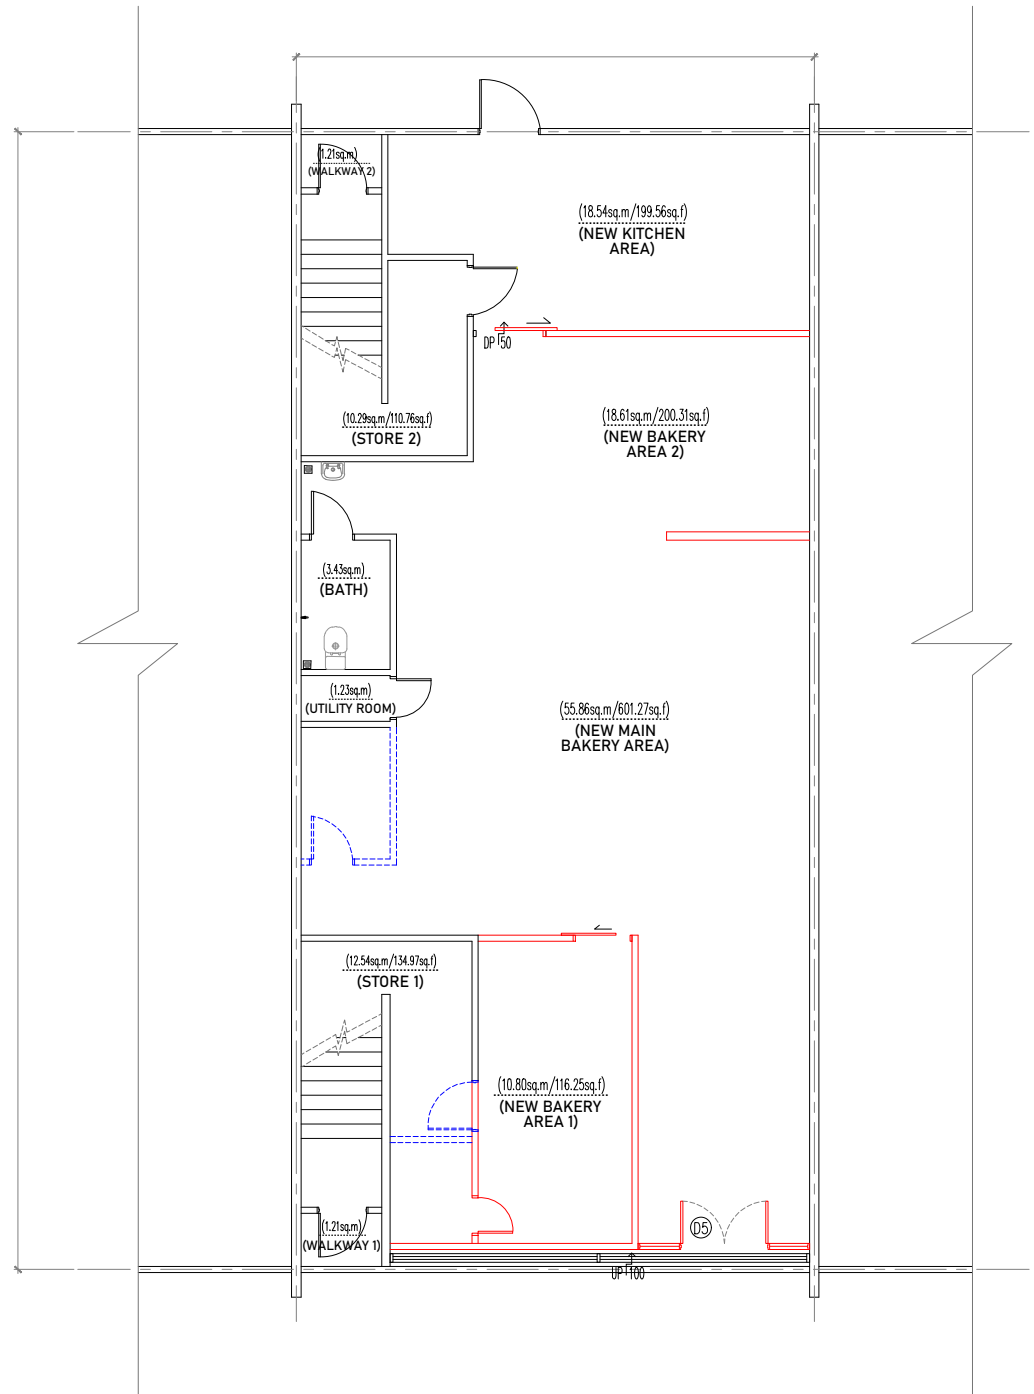 (1.21sq.m)
(WALKWAY 2)
(18.54sq.m/199.56sq.f)
(NEW KITCHEN
AREA)
DP 50
(10.29sq.m/110.76sq.f)
(STORE 2)
(18.61sq.m/200.31sq.f)
(NEW BAKERY
AREA 2)
(3.43sq.m)
(BATH)
(1.23sq.m)
(UTILITY ROOM)
(55.86sq.m/601.27sq.f)
(NEW MAIN
BAKERY AREA)
(12.54sq.m/134.97sq.f)
(STORE 1)
(10.80sq.m/116.25sq.f)
(NEW BAKERY
AREA 1)
(1.21sq.m)
(WALKWAY 1)
D5
UP 100